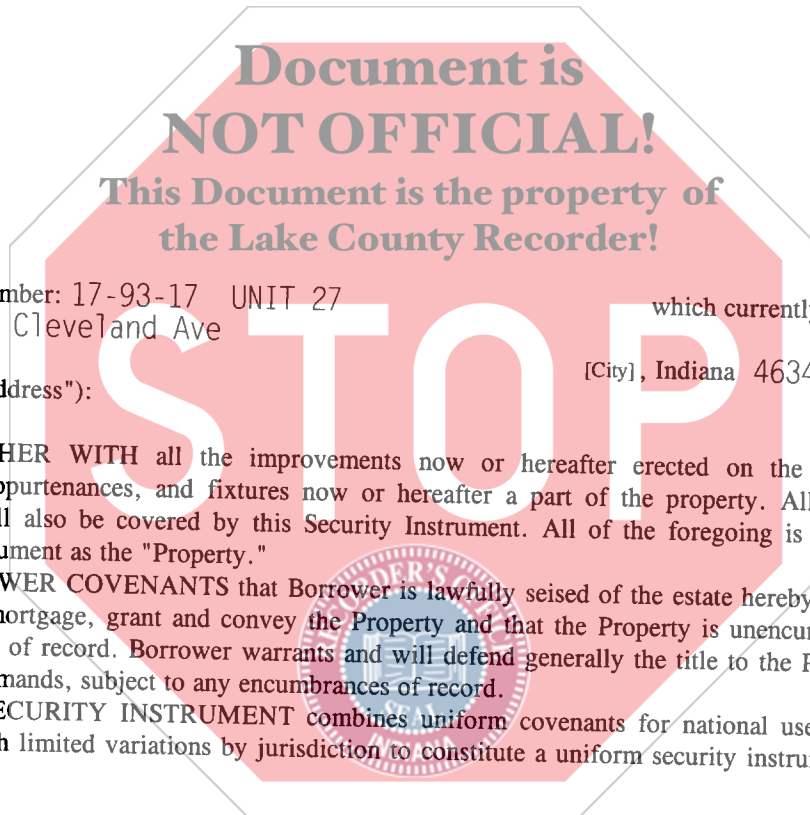 Document is
NOT OFFICIAL!
This Document is the property of
the Lake County Recorder!
mber: 17-93-17 UNIT 27
which currently
Cleveland Ave
[City], Indiana 4634
ddress"):
STOP
HER WITH all the improvements now or hereafter erected on the
ppurtenances, and fixtures now or hereafter a part of the property. All
ll also be covered by this Security Instrument. All of the foregoing is
ument as the "Property."
WER COVENANTS that Borrower is lawfully seised of the estate hereby
nortgage, grant and convey the Property and that the Property is unencu
of record. Borrower warrants and will defend generally the title to the P
mands, subject to any encumbrances of record.
ECURITY INSTRUMENT combines uniform covenants for national use
h limited variations by jurisdiction to constitute a uniform security instru
SEAL
INDIANA